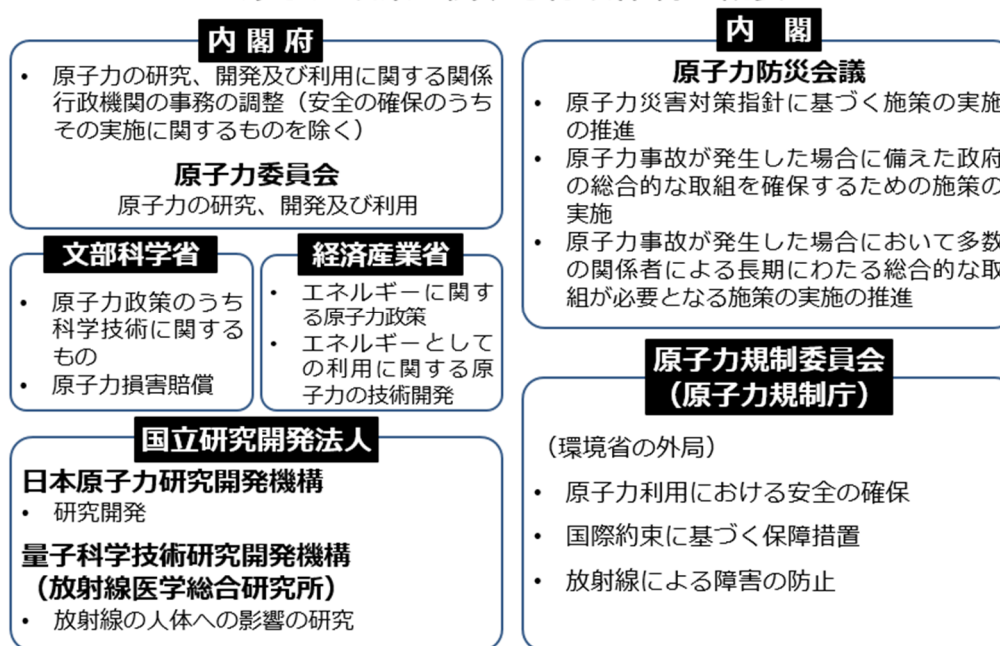 内閣府
・ 原子力の研究、開発及び利用に関する関係
行政機関の事務の調整（安全の確保のうち
その実施に関するものを除く）
原子力委員会
原子力の研究、開発及び利用
文部科学省
・ 原子力政策のうち
科学技術に関する
もの
・ 原子力損害賠償
経済産業省
・ エネルギーに関す
る原子力政策
・ エネルギーとして
の利用に関する原
子力の技術開発
国立研究開発法人
日本原子力研究開発機構
・ 研究開発
量子科学技術研究開発機構
（放射線医学総合研究所）
・ 放射線の人体への影響の研究
内 閣
原子力防災会議
・ 原子力災害対策指針に基づく施策の実施
の推進
・ 原子力事故が発生した場合に備えた政府
の総合的な取組を確保するための施策の
実施
・ 原子力事故が発生した場合において多数
の関係者による長期にわたる総合的な取
組が必要となる施策の実施の推進
原子力規制委員会
（原子力規制庁）
（環境省の外局）
・ 原子力利用における安全の確保
・ 国際約束に基づく保障措置
・ 放射線による障害の防止